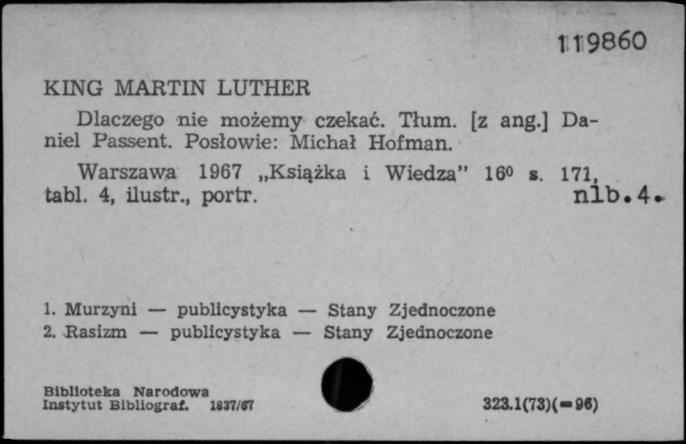 119860
KING MARTIN LUTHER
Dlaczego nie możemy czekać. Tłum. [z ang.] Da-
niel Passent. Posłowie: Michał Hofman.
Warszawa 1967 „Książka i Wiedza” 16⁰ s. 171,
tabl. 4, ilustr., portr. nlb.4.
1. Murzyni — publicystyka — Stany Zjednoczone
2. Rasizm — publicystyka — Stany Zjednoczone
Biblioteka Narodowa
Instytut Bibliograf. 1837/67 323.1(73)(=96)